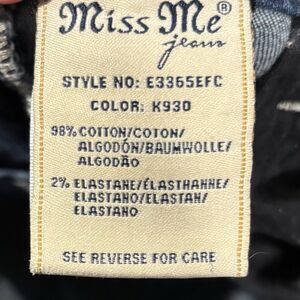 Miss Me®
jeans
STYLE NO: E3365EFC
COLOR: K930
98% COTTON/COTON/
ALGODÓN/BAUMWOLLE/
ALGODÃO
2% ELASTANE/ÉLASTHANNE/
ELASTANO/ELASTAN/
ELASTANO
SEE REVERSE FOR CARE